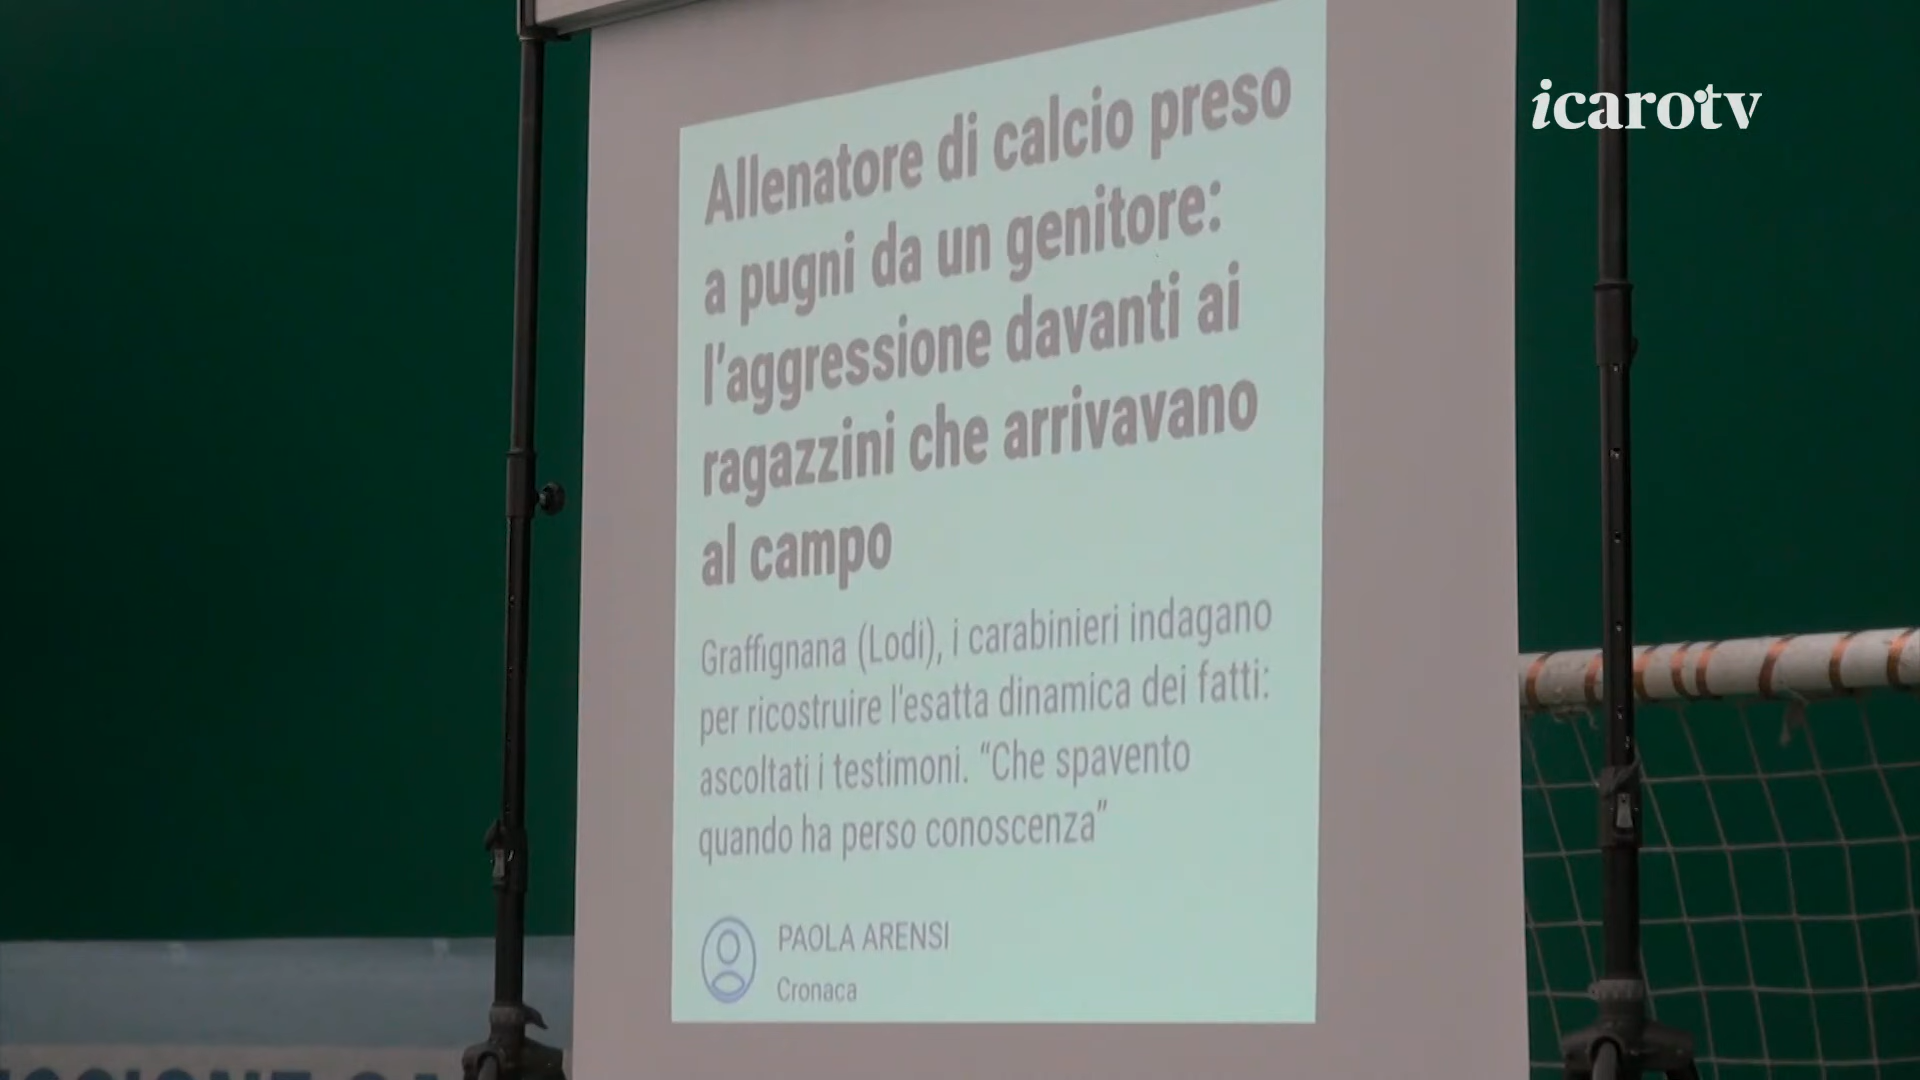 icarotv
Allenatore di calcio preso
a pugni da un genitore:
l'aggressione davanti ai
ragazzini che arrivavano
al campo
Graffignana (Lodi), i carabinieri indagano
per ricostruire l'esatta dinamica dei fatti:
ascoltati i testimoni. “Che spavento
quando ha perso conoscenza”
PAOLA ARENSI
Cronaca